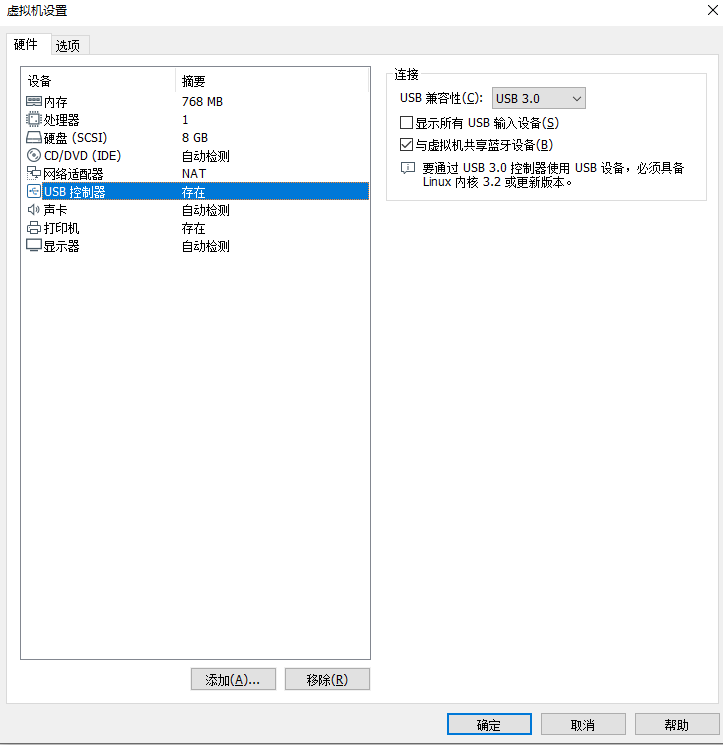 虚拟机设置
硬件 选项
设备 摘要
内存 768 MB
处理器 1
硬盘 (SCSI) 8 GB
CD/DVD (IDE) 自动检测
网络适配器 NAT
USB 控制器 存在
声卡 自动检测
打印机 存在
显示器 自动检测
添加(A)... 移除(R)
连接
USB 兼容性(C): USB 3.0
显示所有 USB 输入设备(S)
与虚拟机共享蓝牙设备(B)
要通过 USB 3.0 控制器使用 USB 设备，必须具备
Linux 内核 3.2 或更新版本。
确定 取消 帮助